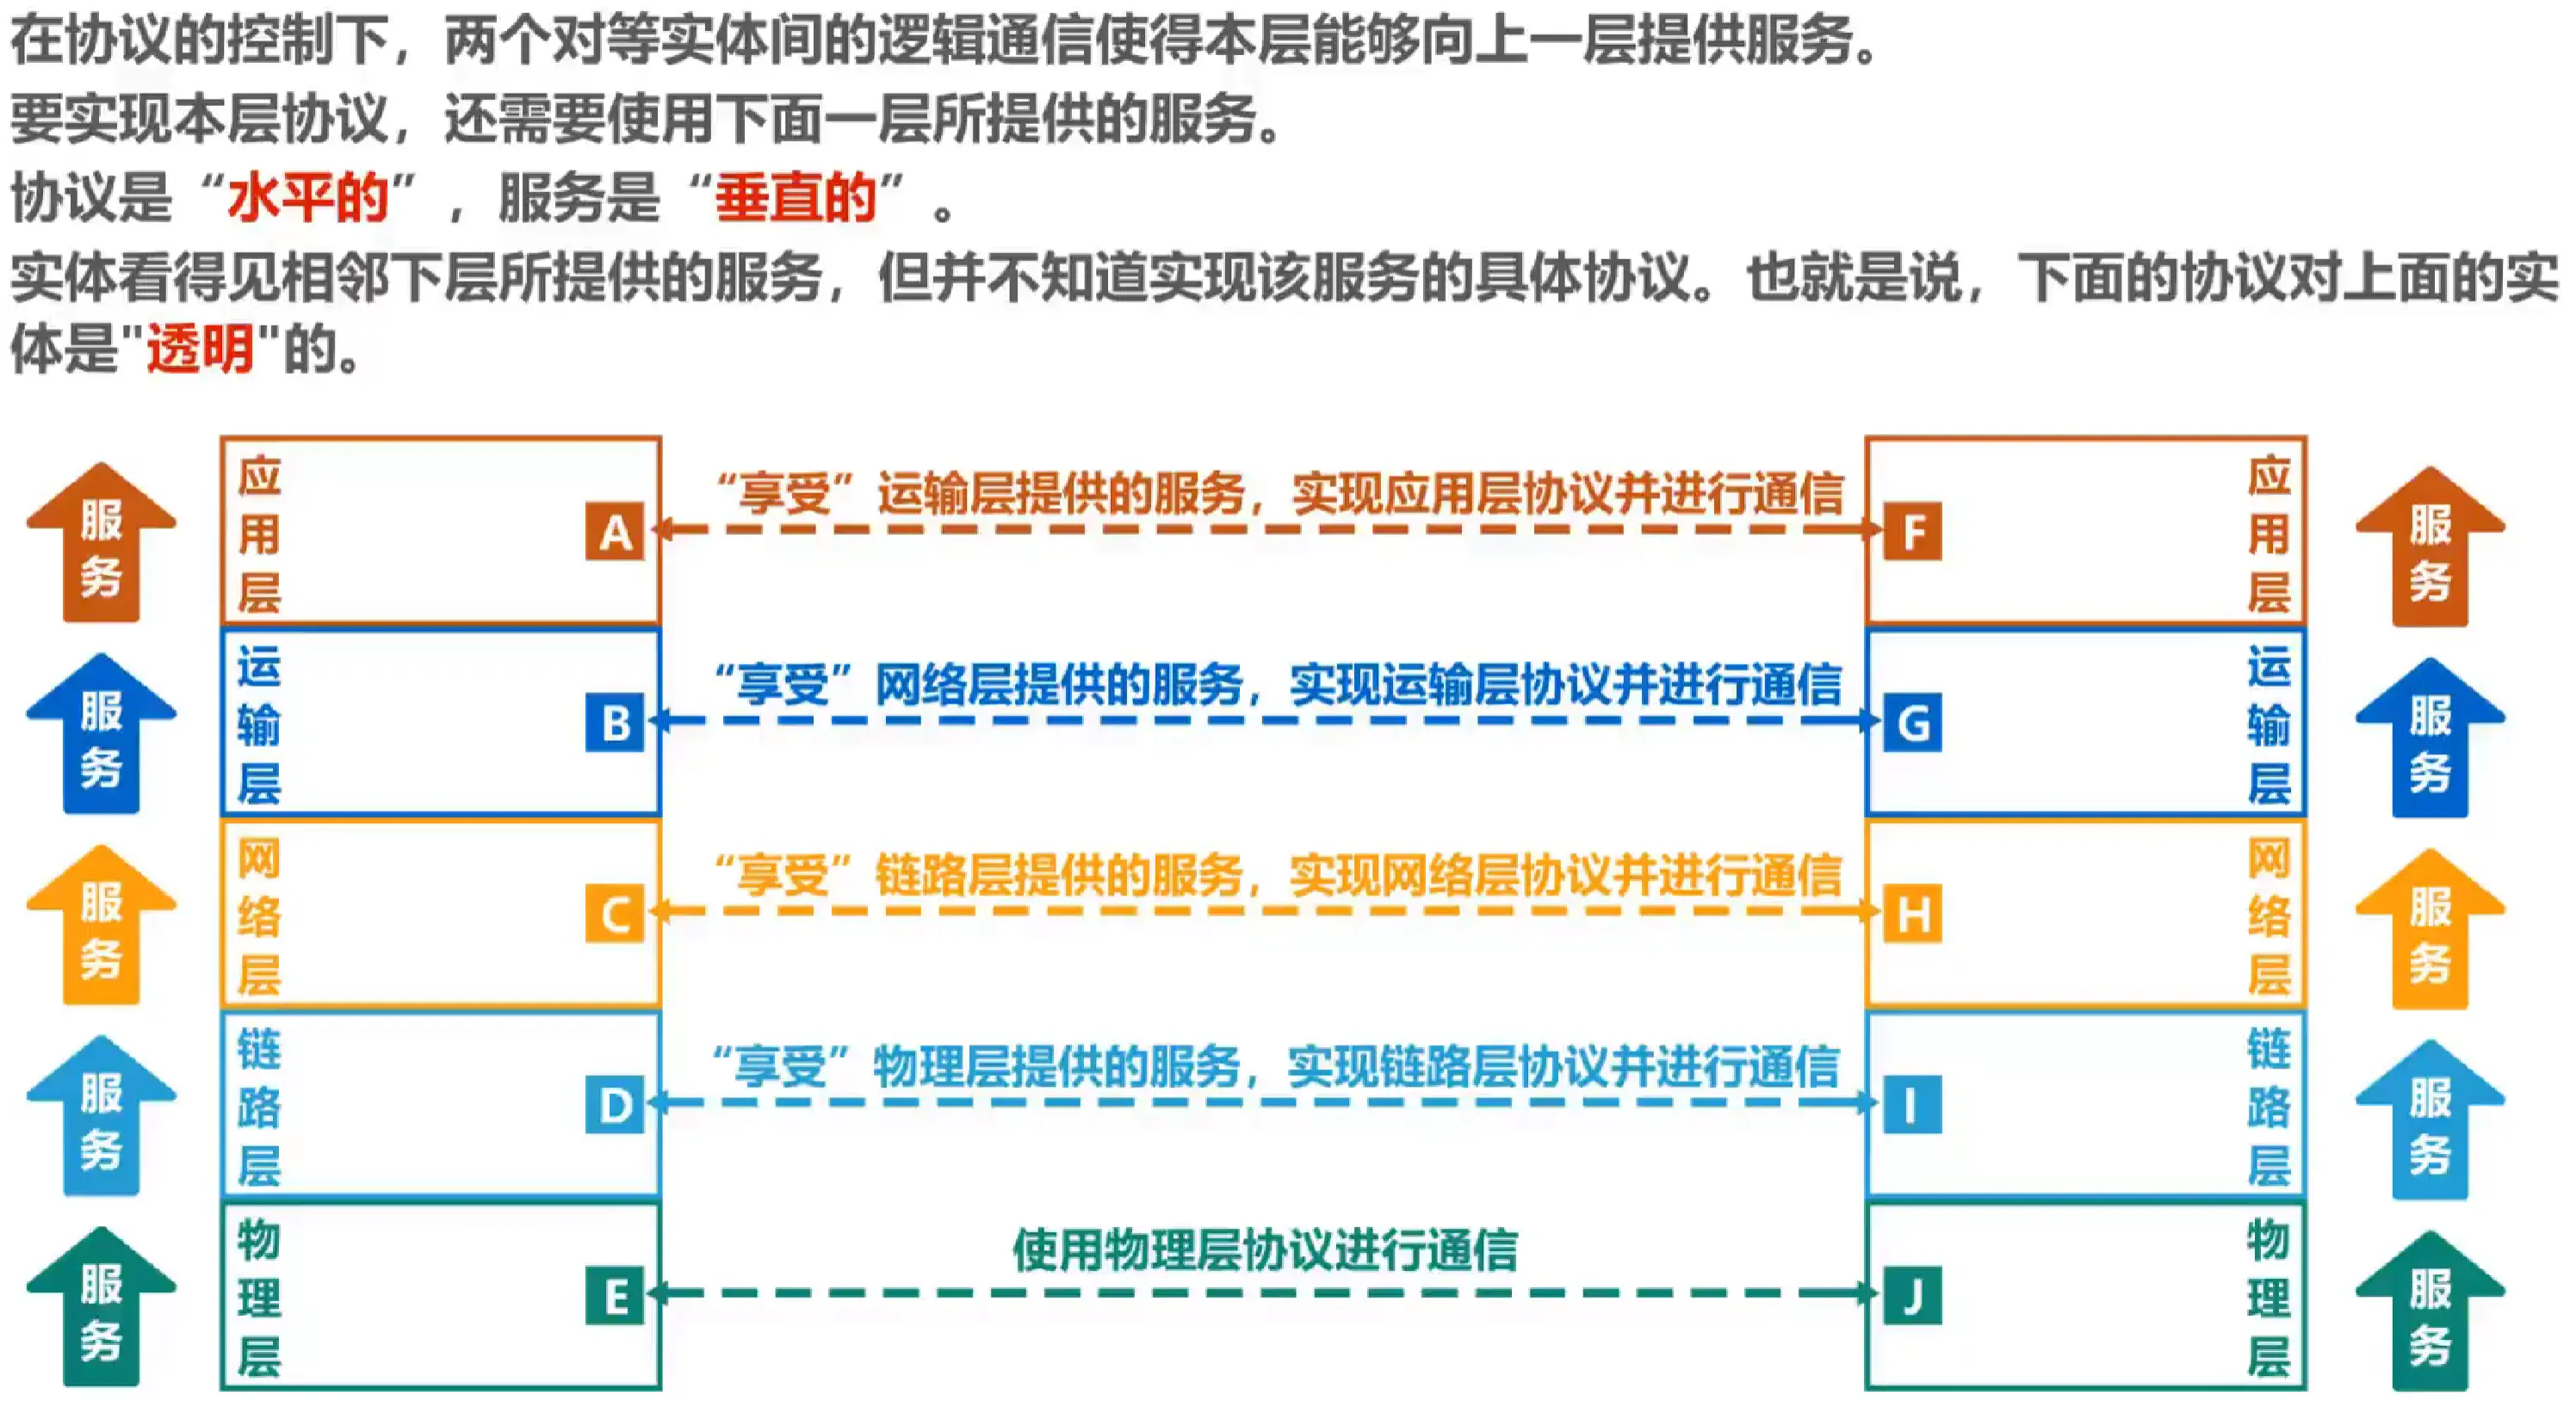 在协议的控制下，两个对等实体间的逻辑通信使得本层能够向上一层提供服务。
要实现本层协议，还需要使用下面一层所提供的服务。
协议是“水平的”，服务是“垂直的”。
实体看得见相邻下层所提供的服务，但并不知道实现该服务的具体协议。也就是说，下面的协议对上面的实
体是"透明"的。
服务
应用层
A
“享受”运输层提供的服务，实现应用层协议并进行通信
F
应用层
服务
服务
运输层
B
“享受”网络层提供的服务，实现运输层协议并进行通信
G
运输层
服务
服务
网络层
C
“享受”链路层提供的服务，实现网络层协议并进行通信
H
网络层
服务
服务
链路层
D
“享受”物理层提供的服务，实现链路层协议并进行通信
I
链路层
服务
服务
物理层
E
使用物理层协议进行通信
J
物理层
服务